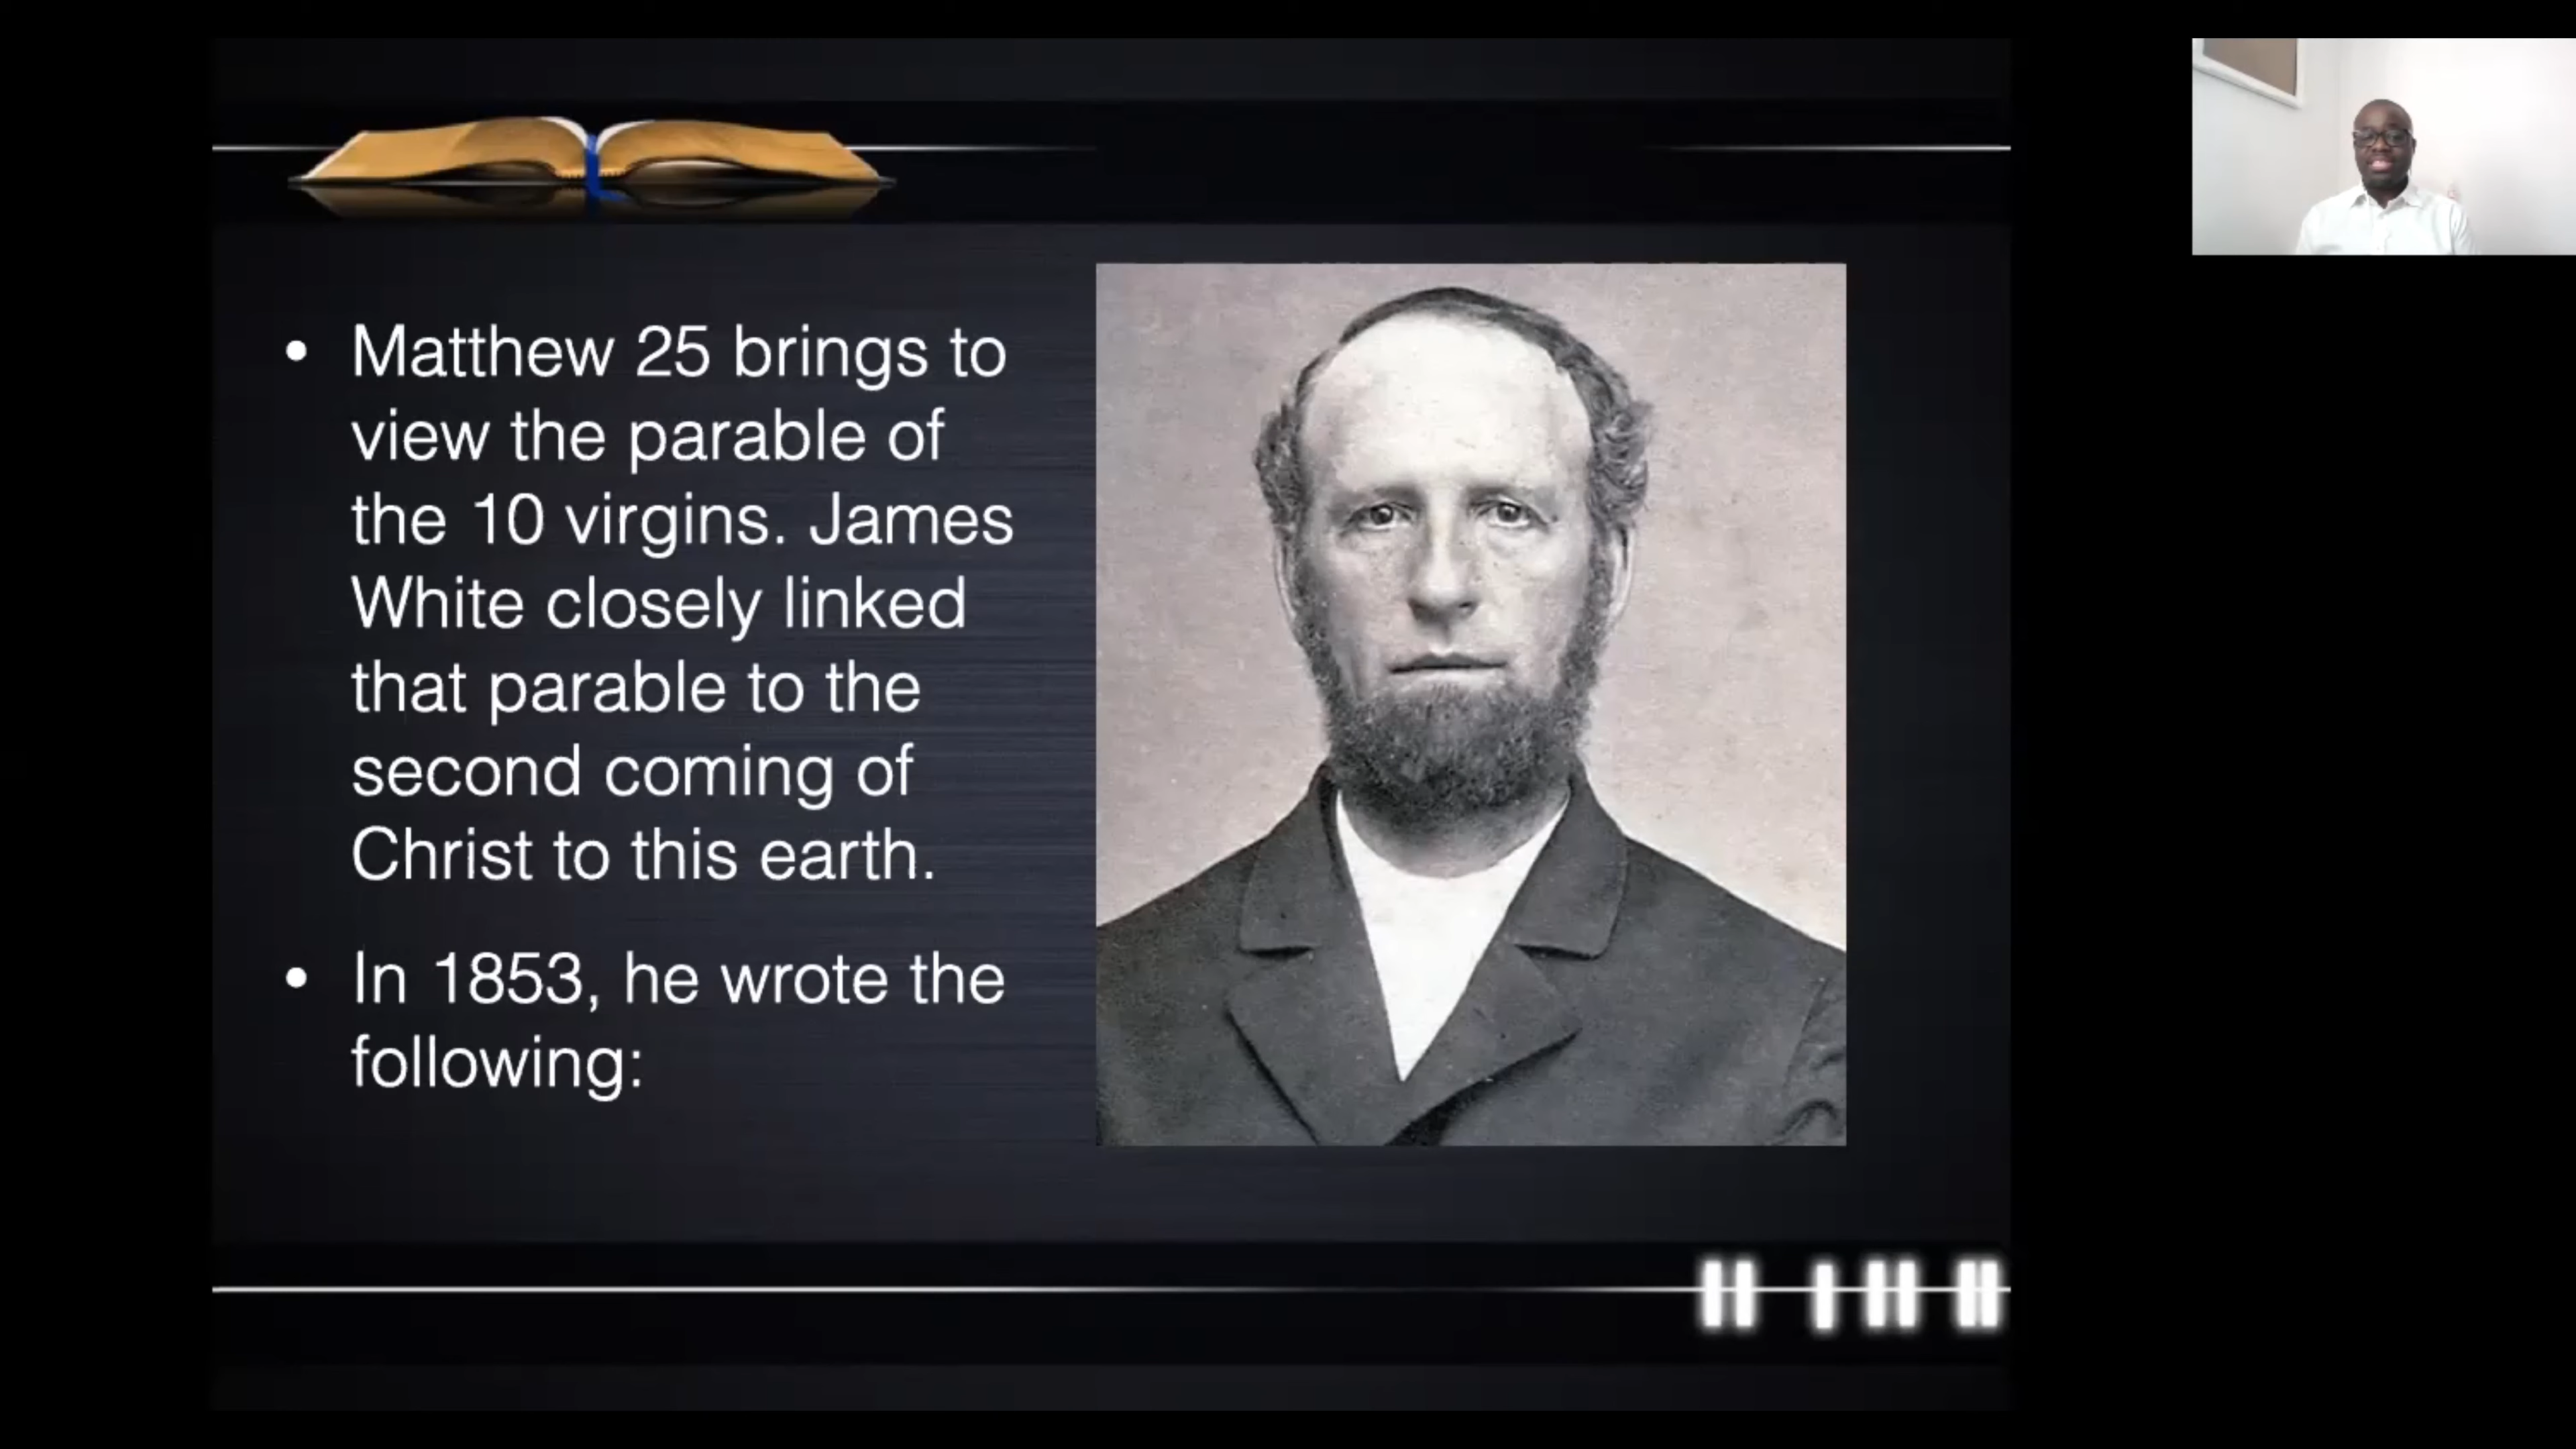 • Matthew 25 brings to
view the parable of
the 10 virgins. James
White closely linked
that parable to the
second coming of
Christ to this earth.
• In 1853, he wrote the
following: